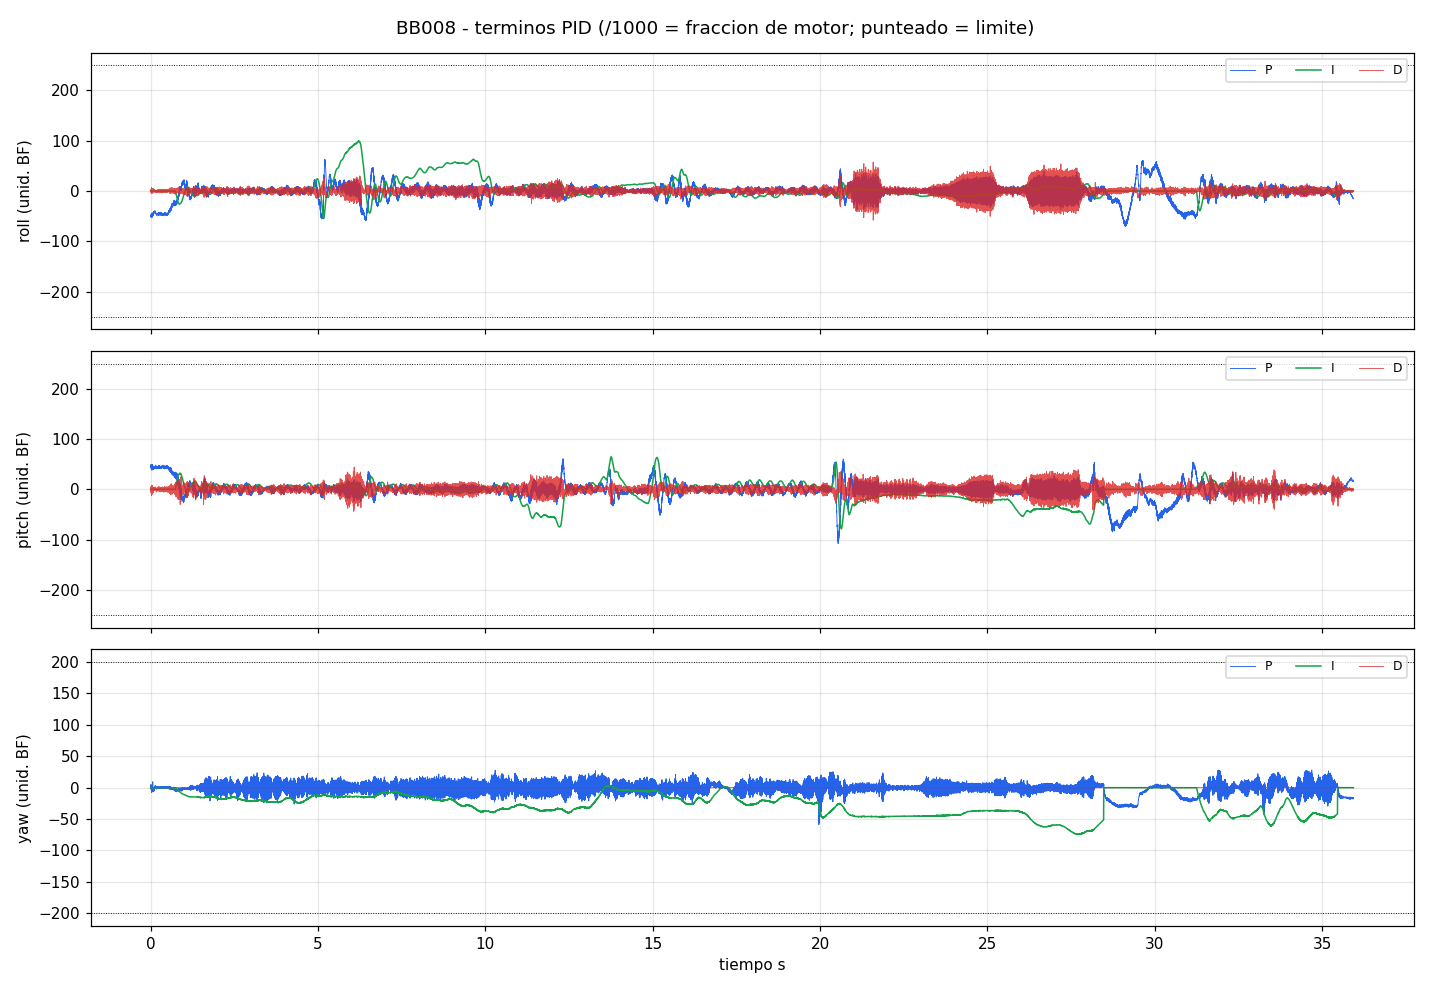 BB008 - terminos PID (/1000 = fraccion de motor; punteado = limite)
P I D
200
100
0
−100
−200
roll (unid. BF)
P I D
200
100
0
−100
−200
pitch (unid. BF)
P I D
200
150
100
50
0
−50
−100
−150
−200
yaw (unid. BF)
0 5 10 15 20 25 30 35
tiempo s